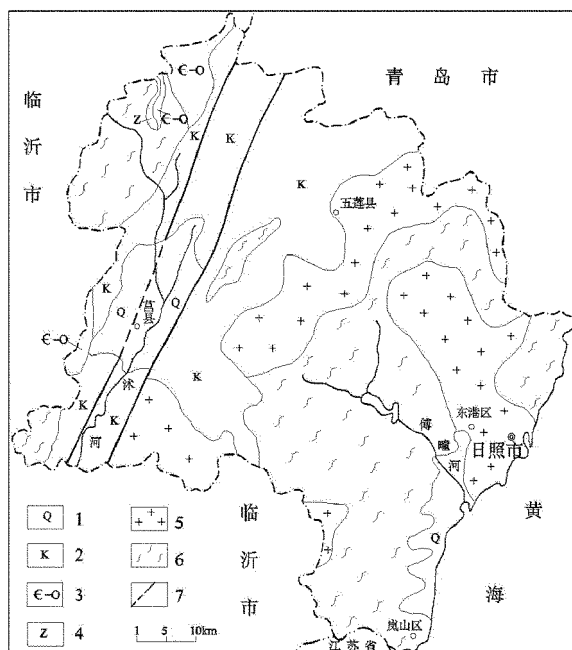 Є-O
青岛市
临沂市
Z
Є-O
K
K
K
五莲县
K
Q
莒县
Q
Є-O
沭
K
K
K
河
东港区
日照市
傅疃河
Q
黄海
临沂市
岚山区
江苏省
Q 1
K 2
Є-O 3
Z 4
5
6
7
1 5 10km